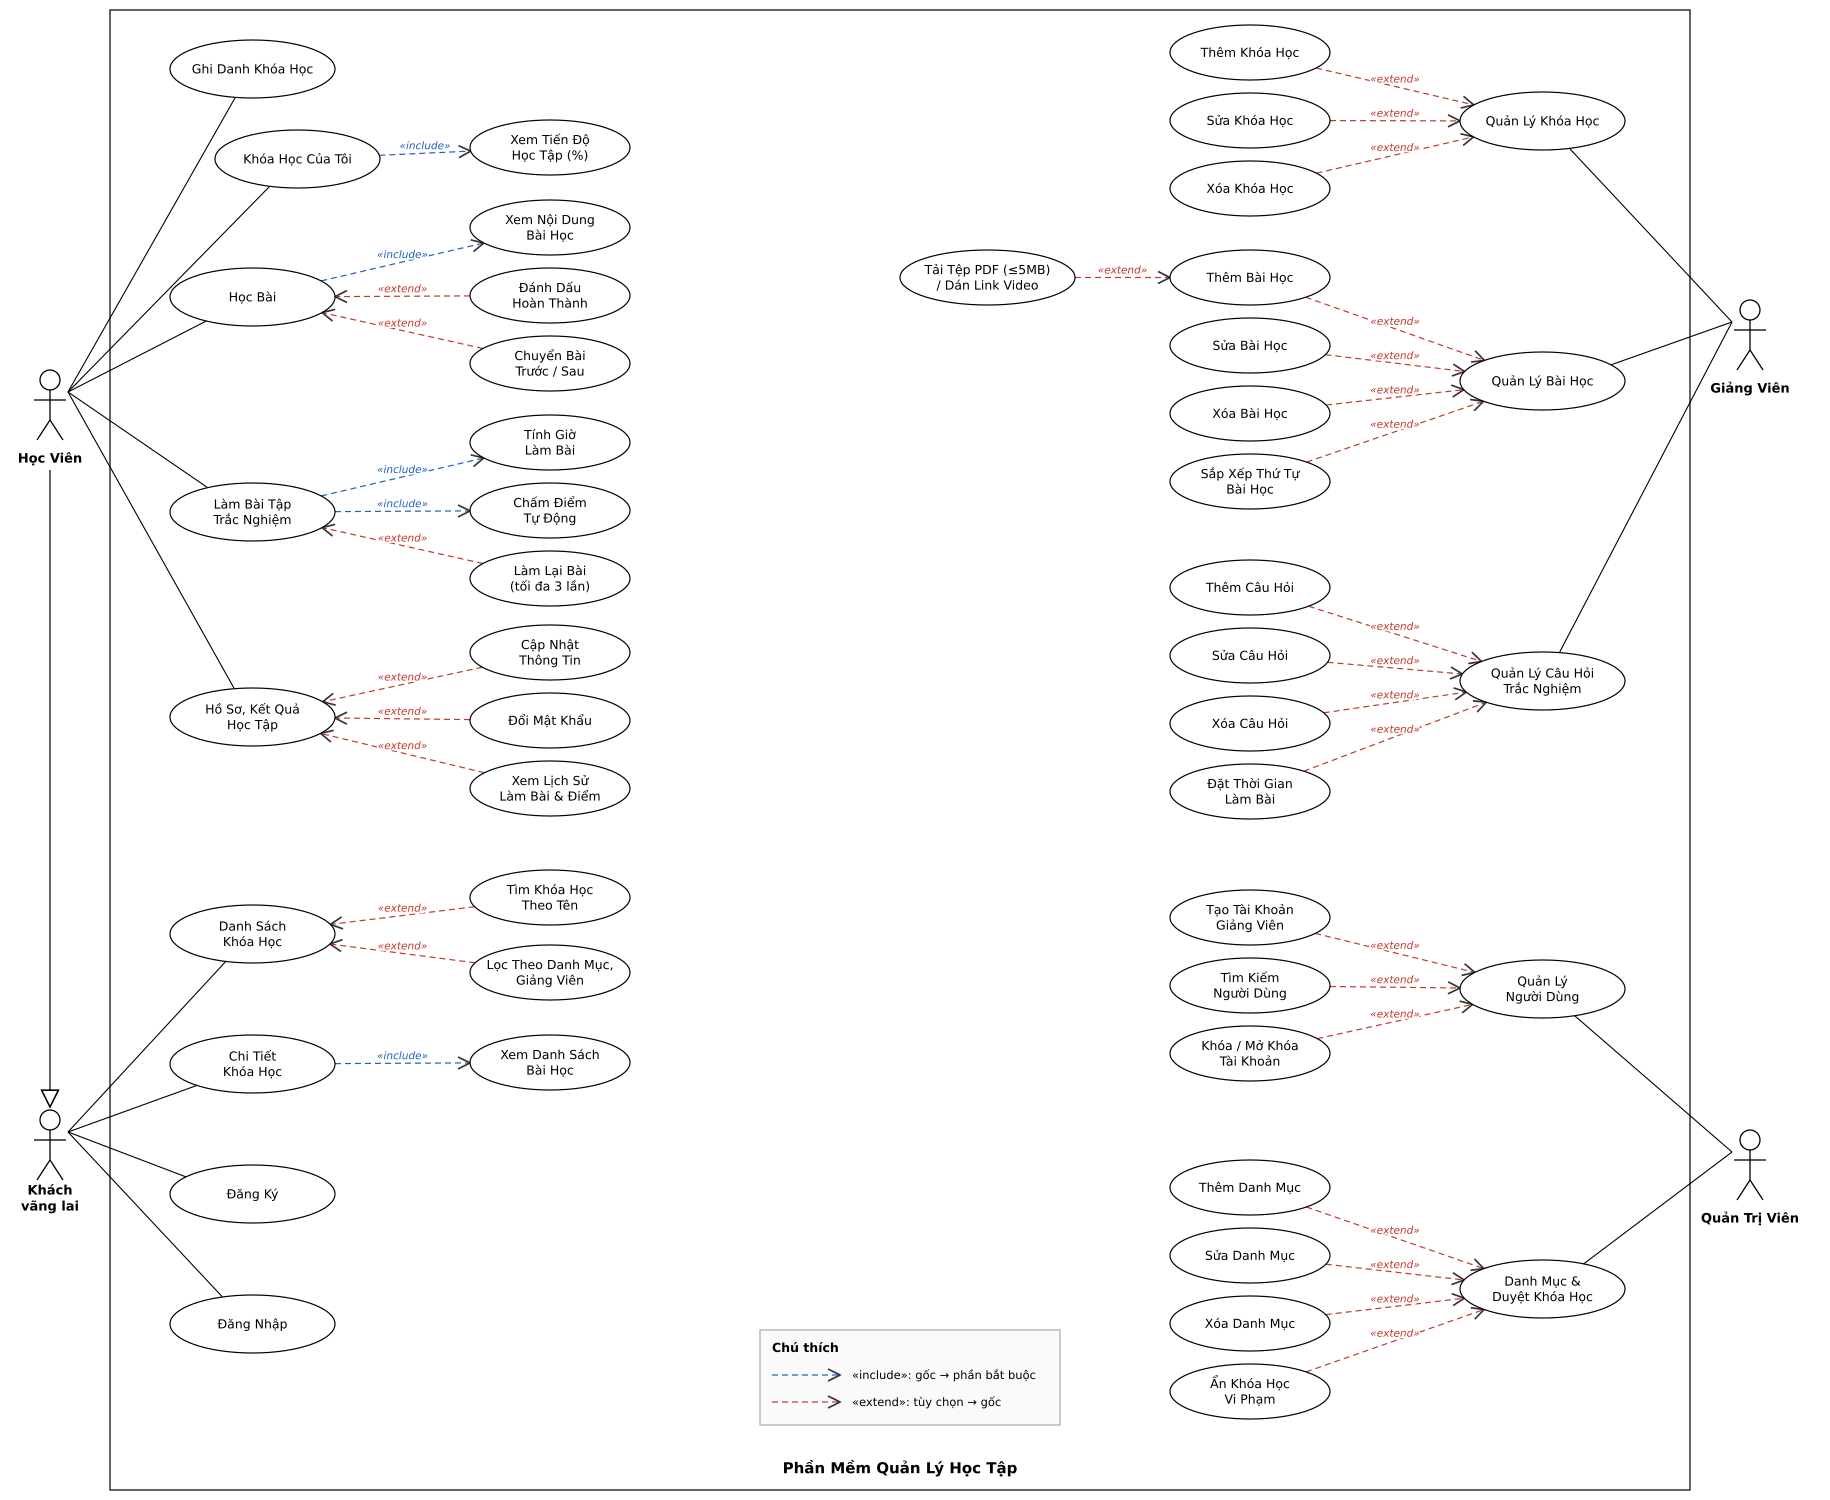 Ghi Danh Khóa Học
Khóa Học Của Tôi
«include»
Xem Tiến Độ
Học Tập (%)
Học Bài
«include»
Xem Nội Dung
Bài Học
«extend»
Đánh Dấu
Hoàn Thành
«extend»
Chuyển Bài
Trước / Sau
Học Viên
Làm Bài Tập
Trắc Nghiệm
«include»
Tính Giờ
Làm Bài
«include»
Chấm Điểm
Tự Động
«extend»
Làm Lại Bài
(tối đa 3 lần)
Hồ Sơ, Kết Quả
Học Tập
«extend»
Cập Nhật
Thông Tin
«extend»
Đổi Mật Khẩu
«extend»
Xem Lịch Sử
Làm Bài & Điểm
Danh Sách
Khóa Học
«extend»
Tìm Khóa Học
Theo Tên
«extend»
Lọc Theo Danh Mục,
Giảng Viên
Chi Tiết
Khóa Học
«include»
Xem Danh Sách
Bài Học
Khách
vãng lai
Đăng Ký
Đăng Nhập
Thêm Khóa Học
«extend»
Sửa Khóa Học
«extend»
Xóa Khóa Học
«extend»
Quản Lý Khóa Học
Tải Tệp PDF (≤5MB)
/ Dán Link Video
«extend»
Thêm Bài Học
«extend»
Sửa Bài Học
«extend»
Xóa Bài Học
«extend»
Sắp Xếp Thứ Tự
Bài Học
«extend»
Quản Lý Bài Học
Giảng Viên
Thêm Câu Hỏi
«extend»
Sửa Câu Hỏi
«extend»
Xóa Câu Hỏi
«extend»
Đặt Thời Gian
Làm Bài
«extend»
Quản Lý Câu Hỏi
Trắc Nghiệm
Tạo Tài Khoản
Giảng Viên
«extend»
Tìm Kiếm
Người Dùng
«extend»
Khóa / Mở Khóa
Tài Khoản
«extend»
Quản Lý
Người Dùng
Quản Trị Viên
Thêm Danh Mục
«extend»
Sửa Danh Mục
«extend»
Xóa Danh Mục
«extend»
Ẩn Khóa Học
Vi Phạm
«extend»
Danh Mục &
Duyệt Khóa Học
Chú thích
«include»: gốc → phần bắt buộc
«extend»: tùy chọn → gốc
Phần Mềm Quản Lý Học Tập